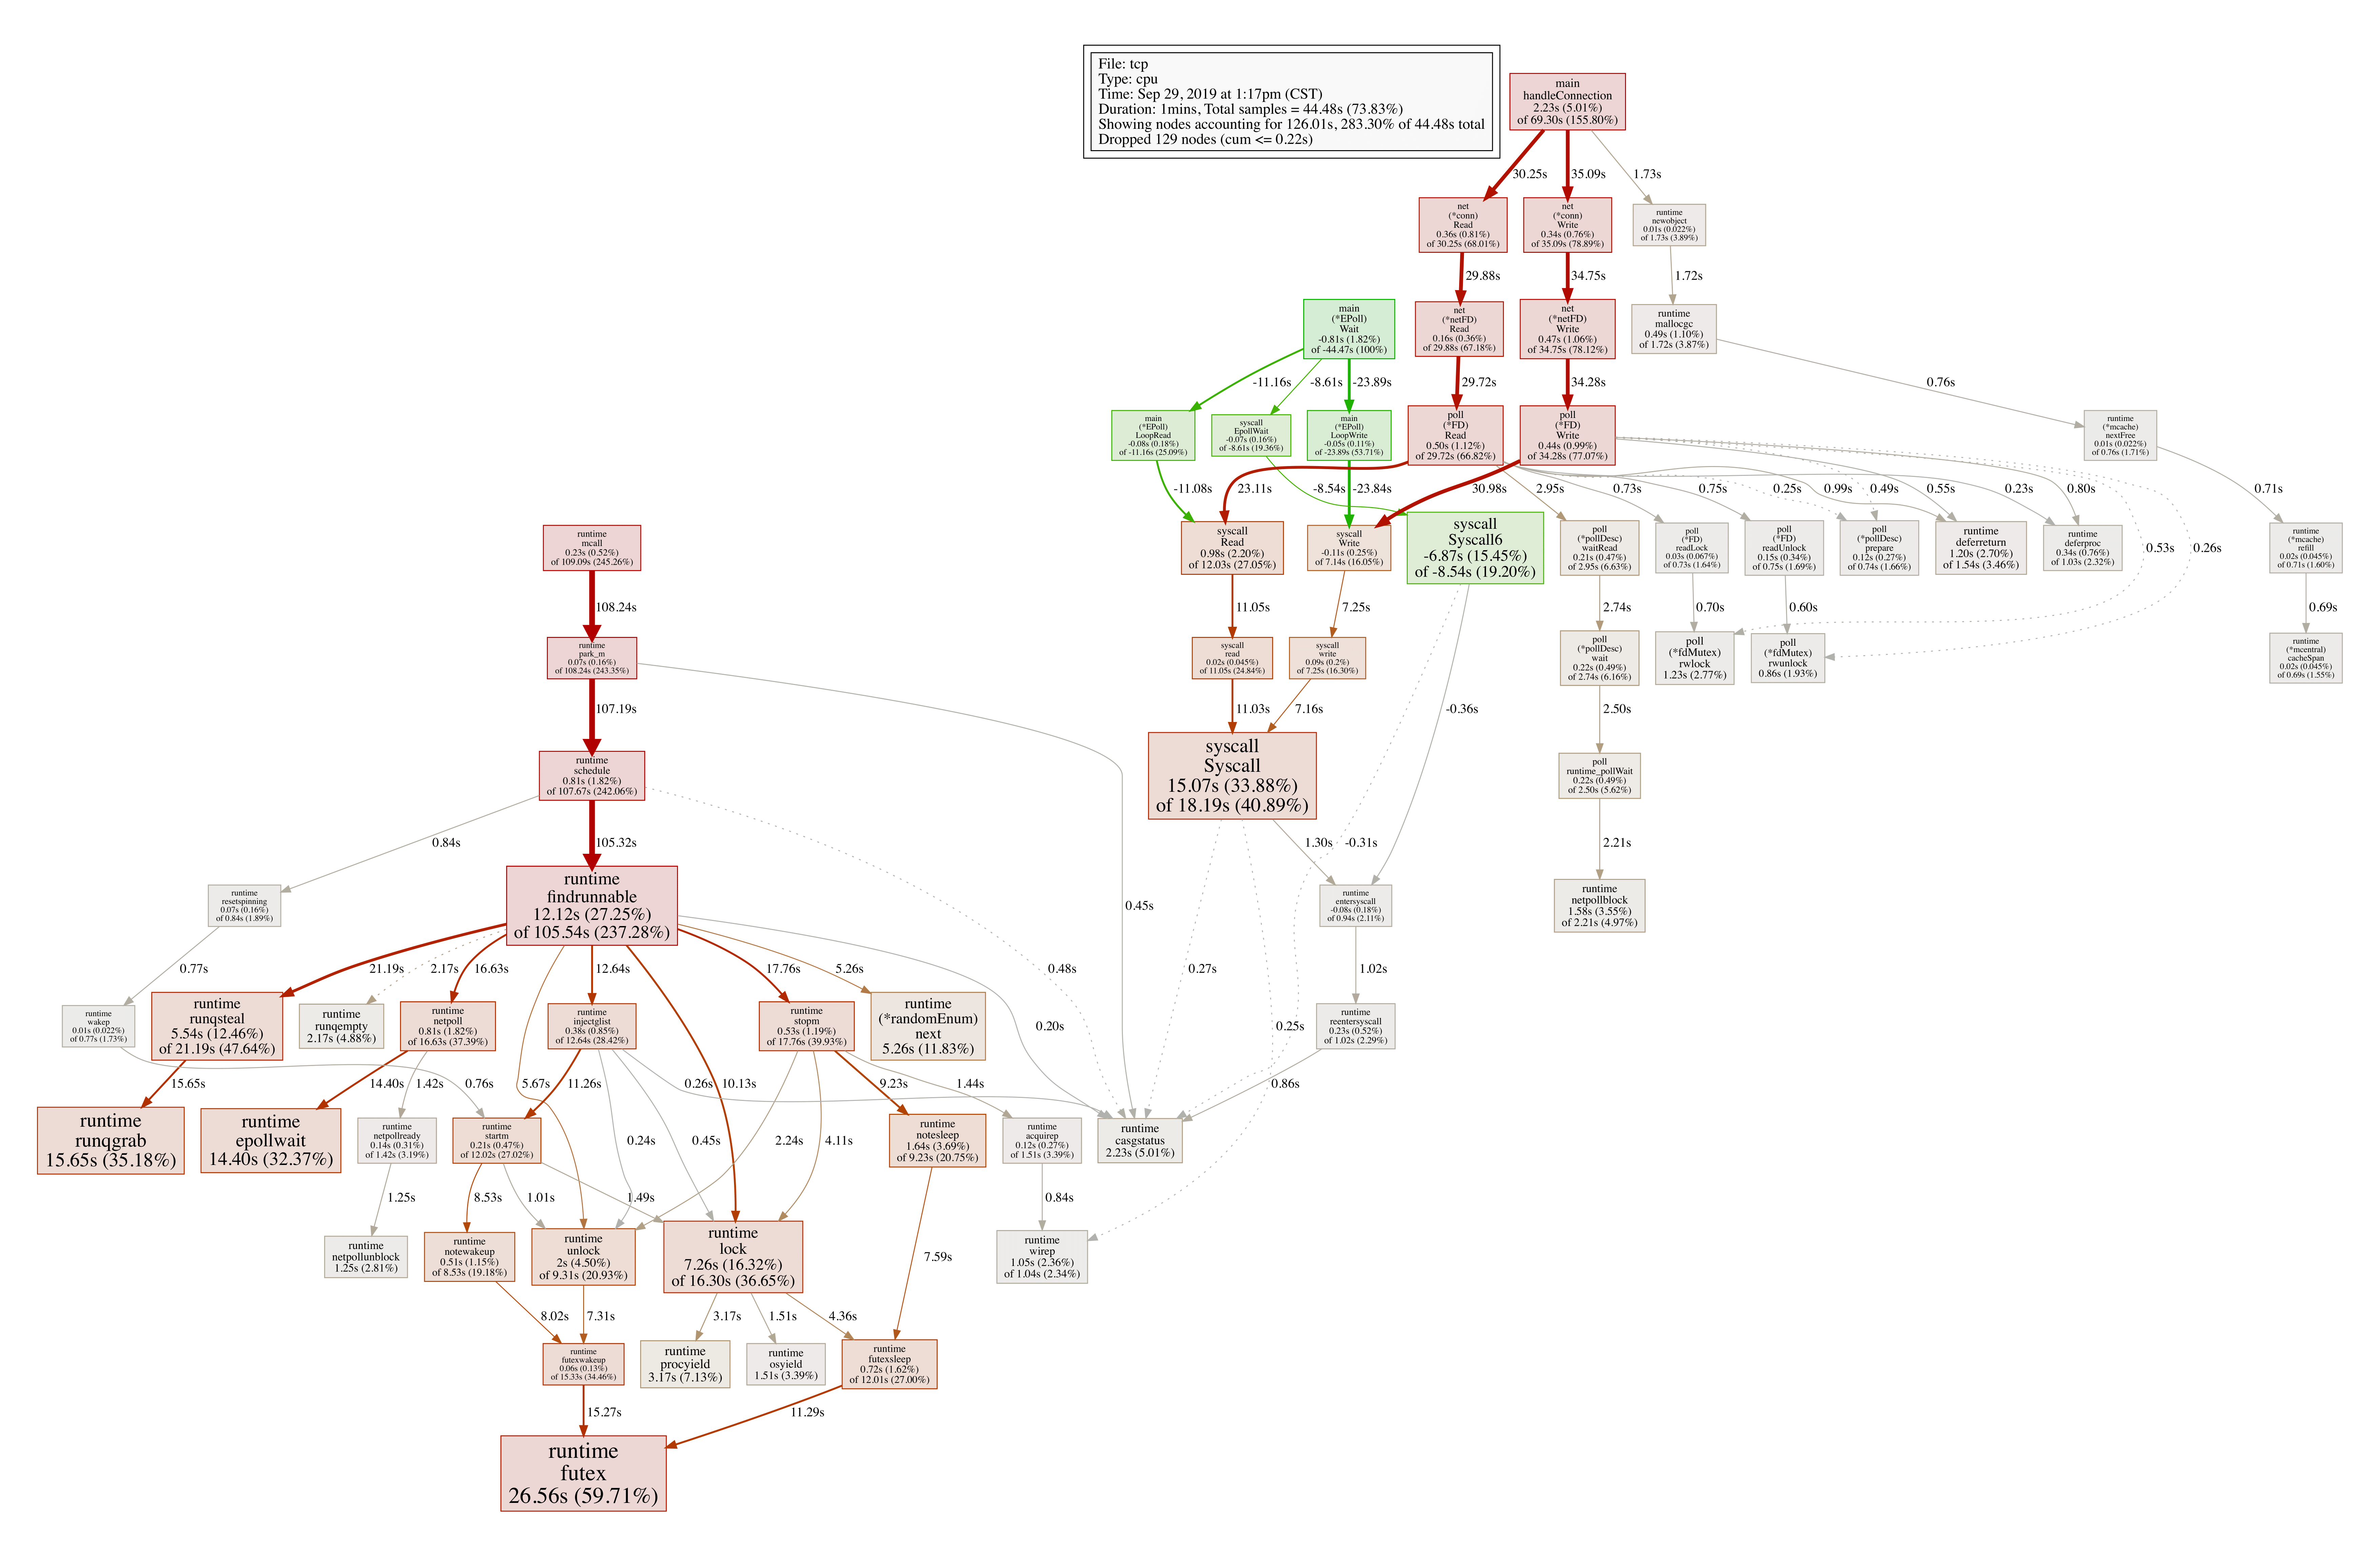 File: tcp
Type: cpu
Time: Sep 29, 2019 at 1:17pm (CST)
Duration: 1mins, Total samples = 44.48s (73.83%)
Showing nodes accounting for 126.01s, 283.30% of 44.48s total
Dropped 129 nodes (cum <= 0.22s)
main
handleConnection
2.23s (5.01%)
of 69.30s (155.80%)
30.25s
35.09s
1.73s
net
(*conn)
Read
0.36s (0.81%)
of 30.25s (68.01%)
net
(*conn)
Write
0.34s (0.76%)
of 35.09s (78.89%)
runtime
newobject
0.01s (0.022%)
of 1.73s (3.89%)
29.88s
34.75s
1.72s
main
(*EPoll)
Wait
-0.81s (1.82%)
of -44.47s (100%)
net
(*netFD)
Read
0.16s (0.36%)
of 29.88s (67.18%)
net
(*netFD)
Write
0.47s (1.06%)
of 34.75s (78.12%)
runtime
mallocgc
0.49s (1.10%)
of 1.72s (3.87%)
-11.16s
-8.61s
-23.89s
29.72s
34.28s
0.76s
main
(*EPoll)
LoopRead
-0.08s (0.18%)
of -11.16s (25.09%)
syscall
EpollWait
-0.07s (0.16%)
of -8.61s (19.36%)
main
(*EPoll)
LoopWrite
-0.05s (0.11%)
of -23.89s (53.71%)
poll
(*FD)
Read
0.50s (1.12%)
of 29.72s (66.82%)
poll
(*FD)
Write
0.44s (0.99%)
of 34.28s (77.07%)
runtime
(*mcache)
nextFree
0.01s (0.022%)
of 0.76s (1.71%)
-11.08s
23.11s
-8.54s
-23.84s
30.98s
2.95s
0.73s
0.75s
0.25s
0.99s
0.49s
0.55s
0.23s
0.80s
0.71s
runtime
mcall
0.23s (0.52%)
of 109.09s (245.26%)
syscall
Read
0.98s (2.20%)
of 12.03s (27.05%)
syscall
Write
-0.11s (0.25%)
of 7.14s (16.05%)
syscall
Syscall6
-6.87s (15.45%)
of -8.54s (19.20%)
poll
(*pollDesc)
waitRead
0.21s (0.47%)
of 2.95s (6.63%)
poll
(*FD)
readLock
0.03s (0.067%)
of 0.73s (1.64%)
poll
(*FD)
readUnlock
0.15s (0.34%)
of 0.75s (1.69%)
poll
(*pollDesc)
prepare
0.12s (0.27%)
of 0.74s (1.66%)
runtime
deferreturn
1.20s (2.70%)
of 1.54s (3.46%)
runtime
deferproc
0.34s (0.76%)
of 1.03s (2.32%)
0.53s
0.26s
runtime
(*mcache)
refill
0.02s (0.045%)
of 0.71s (1.60%)
108.24s
11.05s
7.25s
2.74s
0.70s
0.60s
0.69s
runtime
park_m
0.07s (0.16%)
of 108.24s (243.35%)
syscall
read
0.02s (0.045%)
of 11.05s (24.84%)
syscall
write
0.09s (0.2%)
of 7.25s (16.30%)
poll
(*pollDesc)
wait
0.22s (0.49%)
of 2.74s (6.16%)
poll
(*fdMutex)
rwlock
1.23s (2.77%)
poll
(*fdMutex)
rwunlock
0.86s (1.93%)
runtime
(*mcentral)
cacheSpan
0.02s (0.045%)
of 0.69s (1.55%)
107.19s
11.03s
7.16s
-0.36s
2.50s
runtime
schedule
0.81s (1.82%)
of 107.67s (242.06%)
syscall
Syscall
15.07s (33.88%)
of 18.19s (40.89%)
poll
runtime_pollWait
0.22s (0.49%)
of 2.50s (5.62%)
0.84s
105.32s
1.30s
-0.31s
2.21s
runtime
resetspinning
0.07s (0.16%)
of 0.84s (1.89%)
runtime
findrunnable
12.12s (27.25%)
of 105.54s (237.28%)
0.45s
runtime
entersyscall
-0.08s (0.18%)
of 0.94s (2.11%)
runtime
netpollblock
1.58s (3.55%)
of 2.21s (4.97%)
0.77s
21.19s
2.17s
16.63s
12.64s
17.76s
5.26s
0.48s
0.27s
1.02s
runtime
wakep
0.01s (0.022%)
of 0.77s (1.73%)
runtime
runqsteal
5.54s (12.46%)
of 21.19s (47.64%)
runtime
runqempty
2.17s (4.88%)
runtime
netpoll
0.81s (1.82%)
of 16.63s (37.39%)
runtime
injectglist
0.38s (0.85%)
of 12.64s (28.42%)
runtime
stopm
0.53s (1.19%)
of 17.76s (39.93%)
runtime
(*randomEnum)
next
5.26s (11.83%)
0.20s
0.25s
runtime
reentersyscall
0.23s (0.52%)
of 1.02s (2.29%)
15.65s
14.40s
1.42s
0.76s
5.67s
11.26s
0.26s
10.13s
9.23s
1.44s
0.86s
runtime
runqgrab
15.65s (35.18%)
runtime
epollwait
14.40s (32.37%)
runtime
netpollready
0.14s (0.31%)
of 1.42s (3.19%)
runtime
startm
0.21s (0.47%)
of 12.02s (27.02%)
0.24s
0.45s
2.24s
4.11s
runtime
notesleep
1.64s (3.69%)
of 9.23s (20.75%)
runtime
acquirep
0.12s (0.27%)
of 1.51s (3.39%)
runtime
casgstatus
2.23s (5.01%)
1.25s
8.53s
1.01s
1.49s
0.84s
runtime
netpollunblock
1.25s (2.81%)
runtime
notewakeup
0.51s (1.15%)
of 8.53s (19.18%)
runtime
unlock
2s (4.50%)
of 9.31s (20.93%)
runtime
lock
7.26s (16.32%)
of 16.30s (36.65%)
7.59s
runtime
wirep
1.05s (2.36%)
of 1.04s (2.34%)
8.02s
7.31s
3.17s
1.51s
4.36s
runtime
futexwakeup
0.06s (0.13%)
of 15.33s (34.46%)
runtime
procyield
3.17s (7.13%)
runtime
osyield
1.51s (3.39%)
runtime
futexsleep
0.72s (1.62%)
of 12.01s (27.00%)
15.27s
11.29s
runtime
futex
26.56s (59.71%)